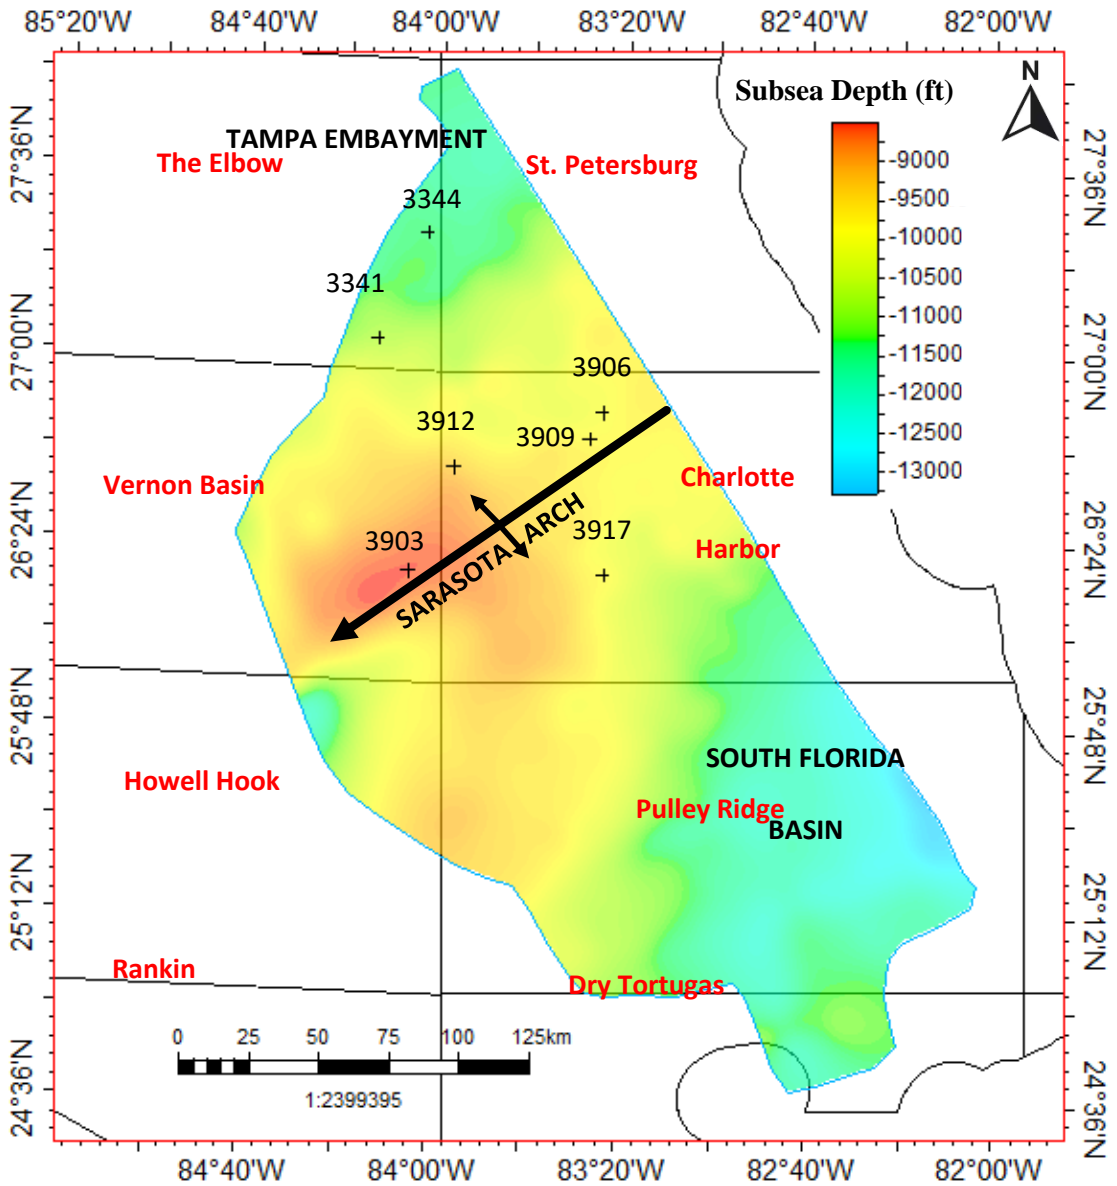 85°20'W 84°40'W 84°00'W 83°20'W 82°40'W 82°00'W
N
Subsea Depth (ft)
-9000
-9500
-10000
-10500
-11000
-11500
-12000
-12500
-13000
TAMPA EMBAYMENT
The Elbow
St. Petersburg
3344
3341
3906
3912
3909
Vernon Basin
Charlotte
Harbor
3903
3917
SARASOTA ARCH
SOUTH FLORIDA
BASIN
Howell Hook
Pulley Ridge
Rankin
Dry Tortugas
0 25 50 75 100 125km
1:2399395
27°36'N
27°00'N
26°24'N
25°48'N
25°12'N
24°36'N
27°36'N
27°00'N
26°24'N
25°48'N
25°12'N
24°36'N
84°40'W 84°00'W 83°20'W 82°40'W 82°00'W